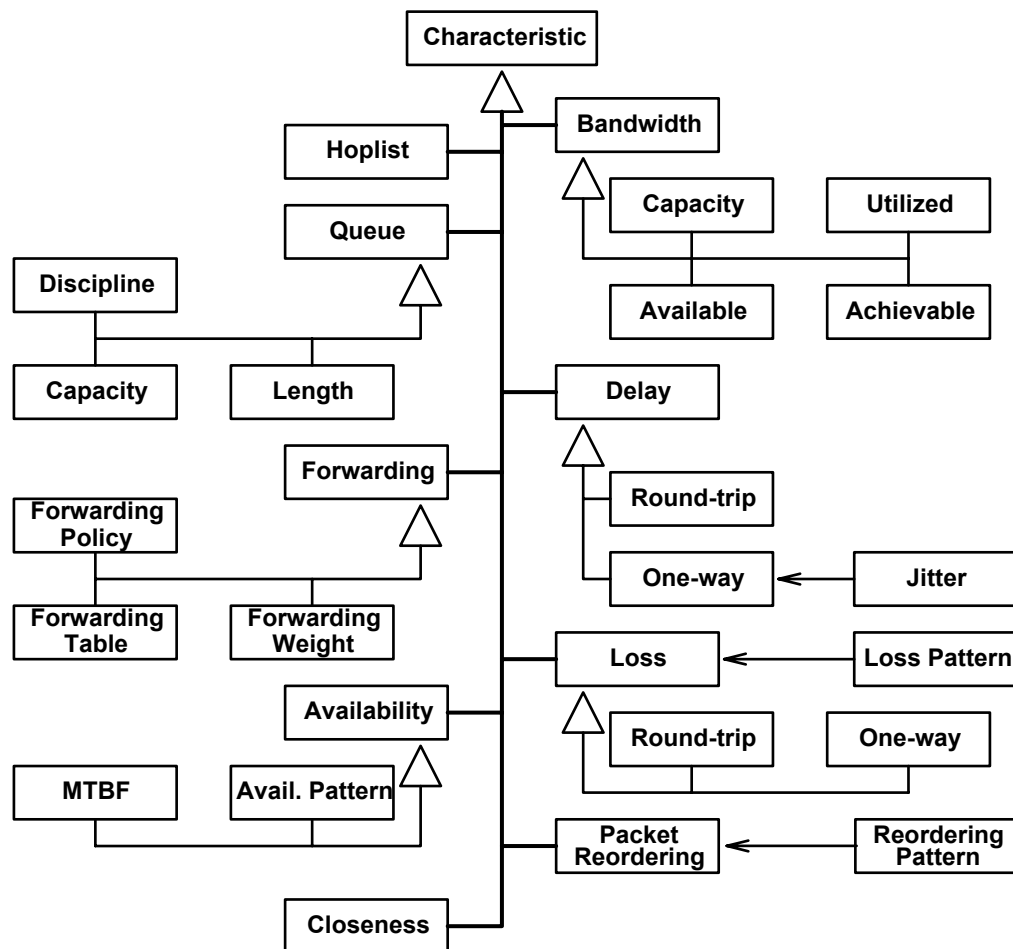 Characteristic
Bandwidth
Hoplist
Capacity
Utilized
Queue
Discipline
Available
Achievable
Capacity
Length
Delay
Forwarding
Round-trip
Forwarding
Policy
One-way
Jitter
Forwarding
Table
Forwarding
Weight
Loss
Loss Pattern
Availability
Round-trip
One-way
MTBF
Avail. Pattern
Packet
Reordering
Reordering
Pattern
Closeness